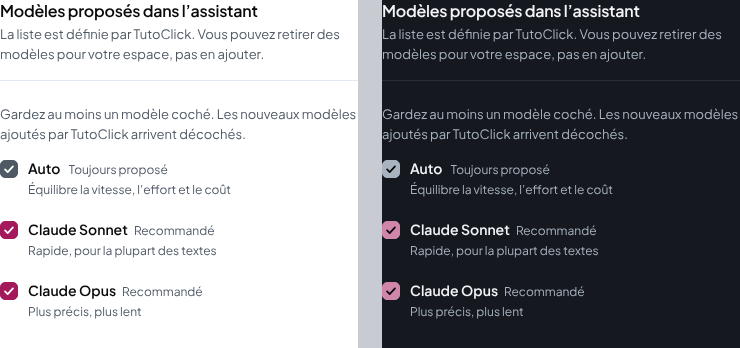 Modèles proposés dans l'assistant
La liste est définie par TutoClick. Vous pouvez retirer des
modèles pour votre espace, pas en ajouter.
Gardez au moins un modèle coché. Les nouveaux modèles
ajoutés par TutoClick arrivent décochés.
Auto Toujours proposé
Équilibre la vitesse, l'effort et le coût
Claude Sonnet Recommandé
Rapide, pour la plupart des textes
Claude Opus Recommandé
Plus précis, plus lent
Modèles proposés dans l'assistant
La liste est définie par TutoClick. Vous pouvez retirer des
modèles pour votre espace, pas en ajouter.
Gardez au moins un modèle coché. Les nouveaux modèles
ajoutés par TutoClick arrivent décochés.
Auto Toujours proposé
Équilibre la vitesse, l'effort et le coût
Claude Sonnet Recommandé
Rapide, pour la plupart des textes
Claude Opus Recommandé
Plus précis, plus lent